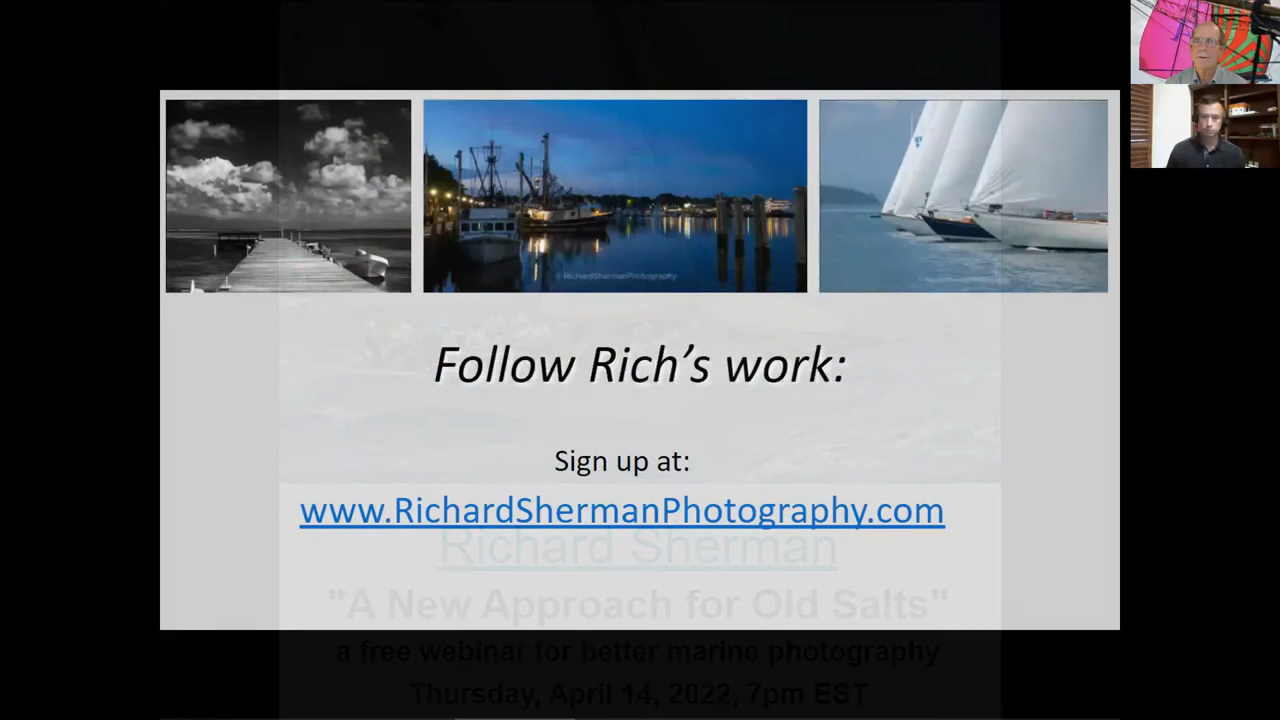 © RichardShermanPhotography
Follow Rich's work:
Sign up at:
www.RichardShermanPhotography.com
Richard Sherman
"A New Approach for Old Salts"
a free webinar for better marine photography
Thursday, April 14, 2022, 7pm EST